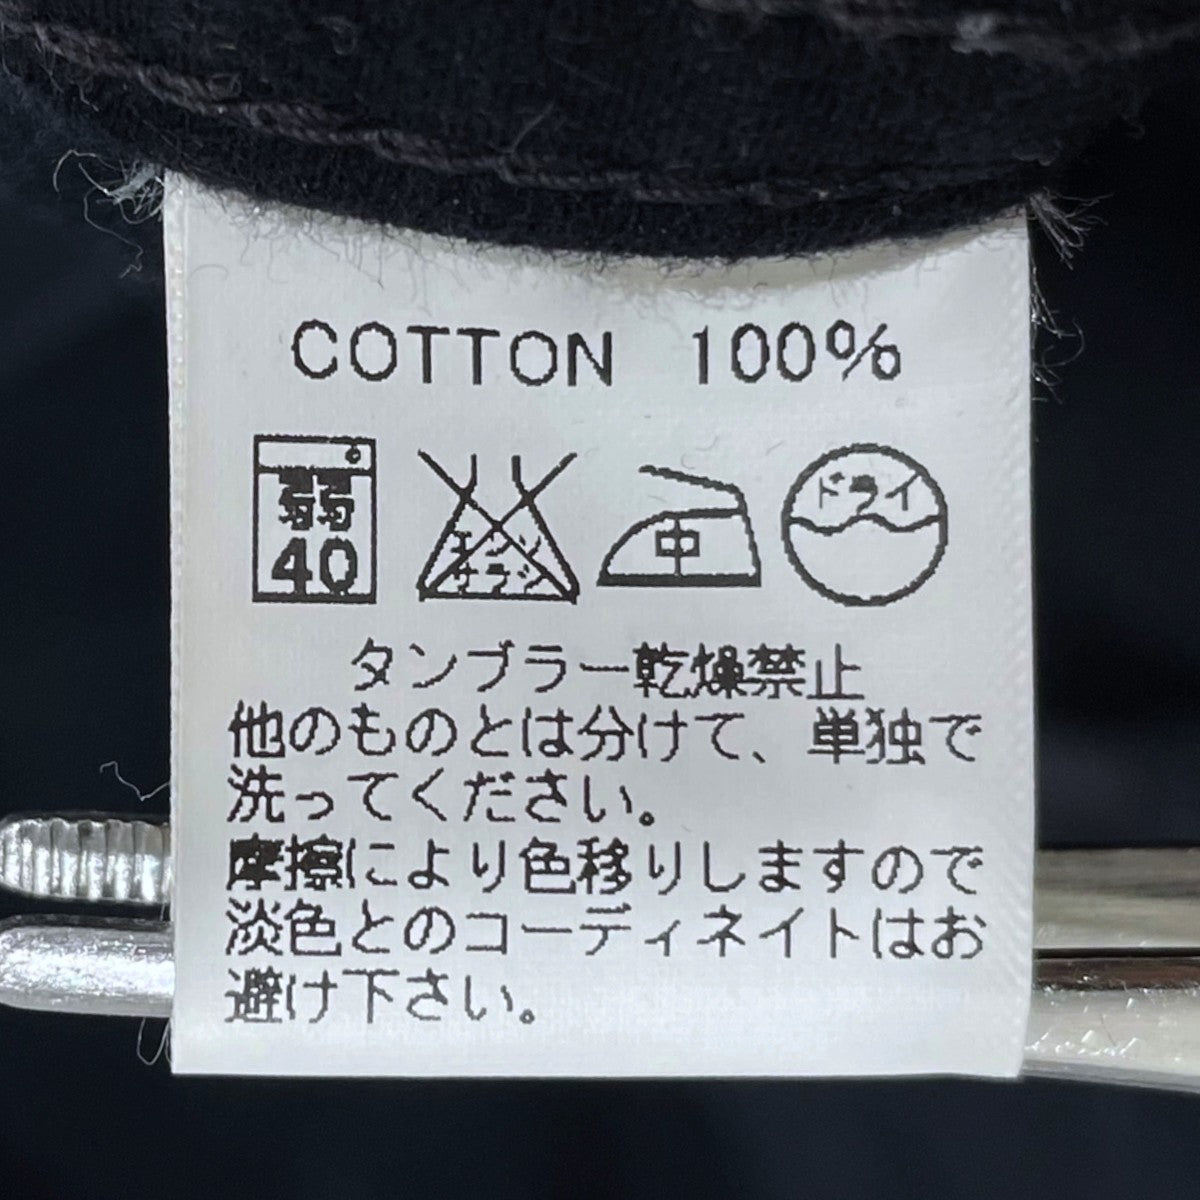 COTTON 100%
弱
40
エンソ
サラシ
中
ドライ
タンブラー乾燥禁止
他のものとは分けて、単独で
洗ってください。
摩擦により色移りしますので
淡色とのコーディネイトはお
避け下さい。